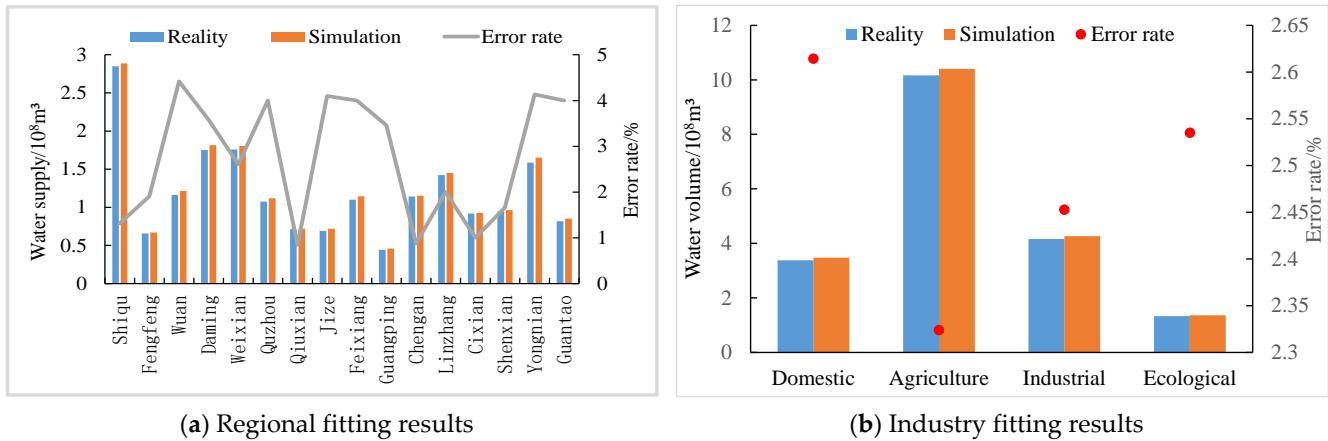 Reality Simulation Error rate
Water supply/10⁸m³
3
2.5
2
1.5
1
0.5
0
5
4
3
2
1
0
Error rate/%
Shiqu
Fengfeng
Wuan
Daming
Weixian
Quzhou
Qiuxian
Jize
Feixiang
Guangping
Chengan
Linzhang
Cixian
Shenxian
Yongnian
Guantao
(a) Regional fitting results
Reality Simulation Error rate
Water volume/10⁸m³
12
10
8
6
4
2
0
2.65
2.6
2.55
2.5
2.45
2.4
2.35
2.3
Error rate/%
Domestic Agriculture Industrial Ecological
(b) Industry fitting results